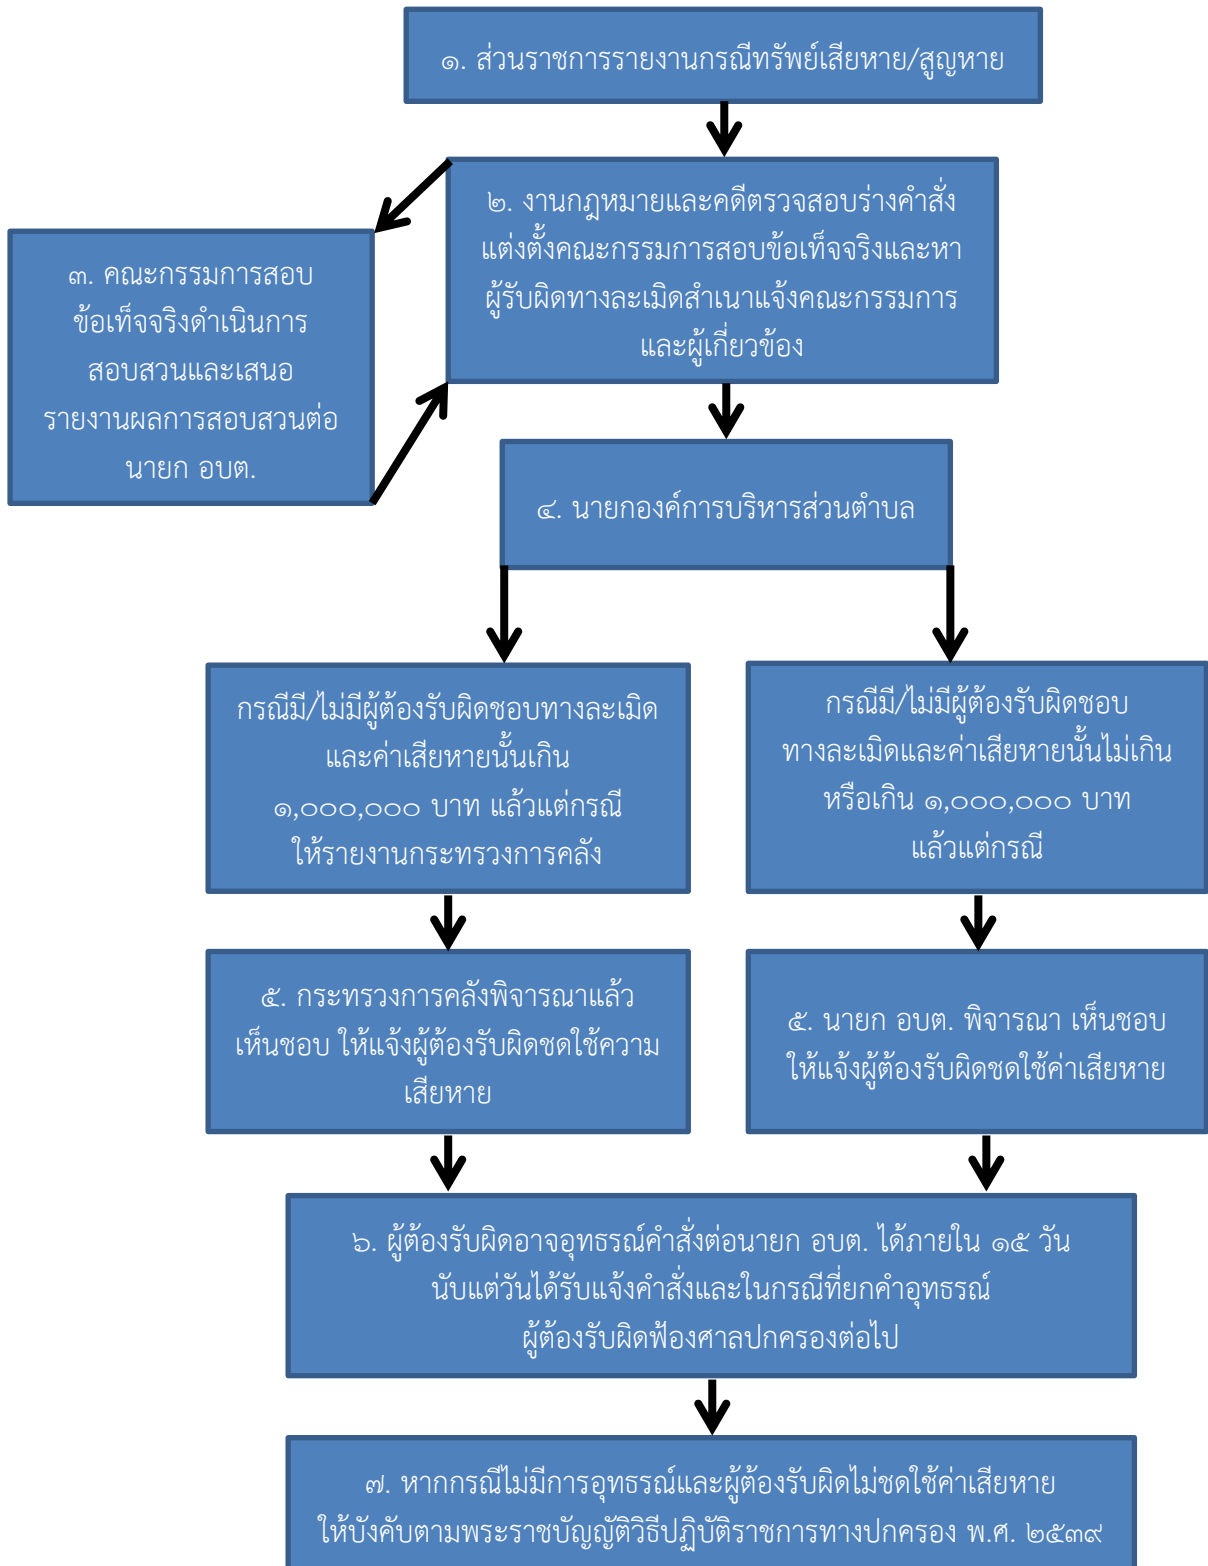 ๑. ส่วนราชการรายงานกรณีทรัพย์เสียหาย/สูญหาย
๒. งานกฎหมายและคดีตรวจสอบร่างคำสั่ง
แต่งตั้งคณะกรรมการสอบข้อเท็จจริงและหา
ผู้รับผิดทางละเมิดสำเนาแจ้งคณะกรรมการ
และผู้เกี่ยวข้อง
๓. คณะกรรมการสอบ
ข้อเท็จจริงดำเนินการ
สอบสวนและเสนอ
รายงานผลการสอบสวนต่อ
นายก อบต.
๔. นายกองค์การบริหารส่วนตำบล
กรณีมี/ไม่มีผู้ต้องรับผิดชอบทางละเมิด
และค่าเสียหายนั้นเกิน
๑,๐๐๐,๐๐๐ บาท แล้วแต่กรณี
ให้รายงานกระทรวงการคลัง
กรณีมี/ไม่มีผู้ต้องรับผิดชอบ
ทางละเมิดและค่าเสียหายนั้นไม่เกิน
หรือเกิน ๑,๐๐๐,๐๐๐ บาท
แล้วแต่กรณี
๕. กระทรวงการคลังพิจารณาแล้ว
เห็นชอบ ให้แจ้งผู้ต้องรับผิดชดใช้ความ
เสียหาย
๕. นายก อบต. พิจารณา เห็นชอบ
ให้แจ้งผู้ต้องรับผิดชดใช้ค่าเสียหาย
๖. ผู้ต้องรับผิดอาจอุทธรณ์คำสั่งต่อนายก อบต. ได้ภายใน ๑๕ วัน
นับแต่วันได้รับแจ้งคำสั่งและในกรณีที่ยกคำอุทธรณ์
ผู้ต้องรับผิดฟ้องศาลปกครองต่อไป
๗. หากกรณีไม่มีการอุทธรณ์และผู้ต้องรับผิดไม่ชดใช้ค่าเสียหาย
ให้บังคับตามพระราชบัญญัติวิธีปฏิบัติราชการทางปกครอง พ.ศ. ๒๕๓๙